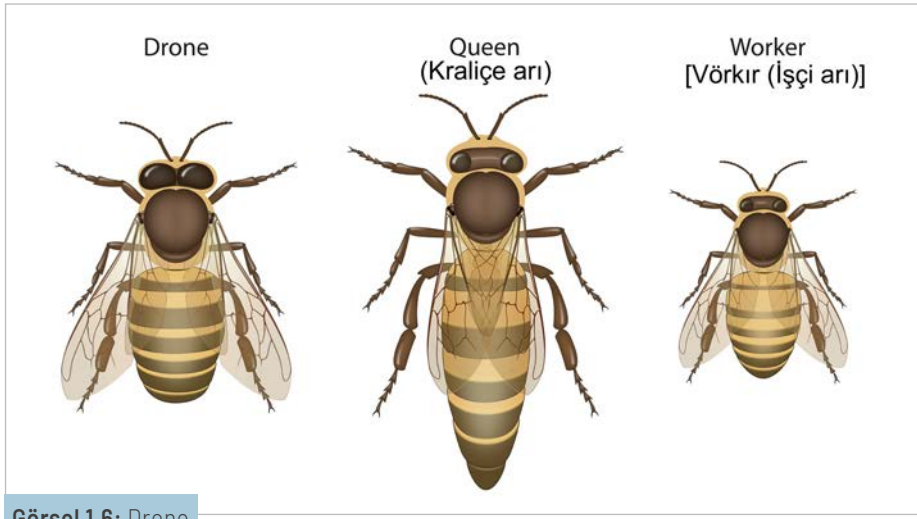 Drone
Queen
(Kraliçe arı)
Worker
[Vörkır (İşçi arı)]
Görsel 1.6: Drone